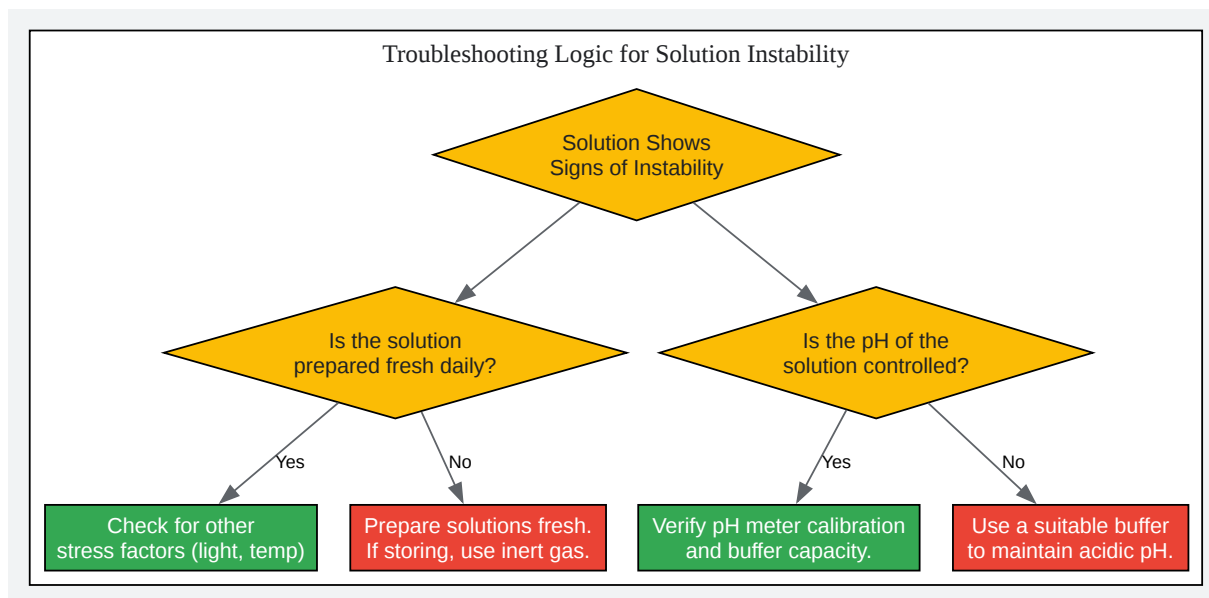 Troubleshooting Logic for Solution Instability
Solution Shows
Signs of Instability
Is the solution
prepared fresh daily?
Is the pH of the
solution controlled?
Yes
No
Yes
No
Check for other
stress factors (light, temp)
Prepare solutions fresh.
If storing, use inert gas.
Verify pH meter calibration
and buffer capacity.
Use a suitable buffer
to maintain acidic pH.